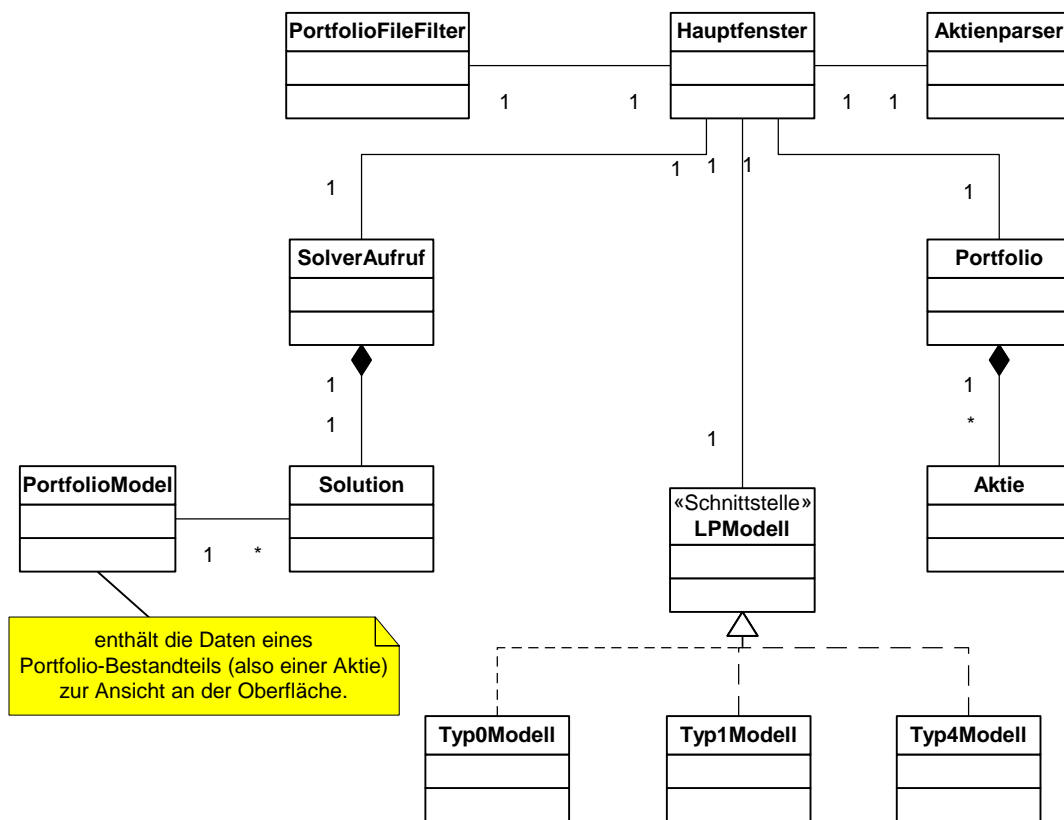 PortfolioFileFilter
Hauptfenster
Aktienparser
1
1
1
1
1
1
1
1
1
SolverAufruf
Portfolio
1
1
1
*
1
PortfolioModel
Solution
Aktie
«Schnittstelle»
LPModell
1
*
enthält die Daten eines
Portfolio-Bestandteils (also einer Aktie)
zur Ansicht an der Oberfläche.
Typ0Modell
Typ1Modell
Typ4Modell